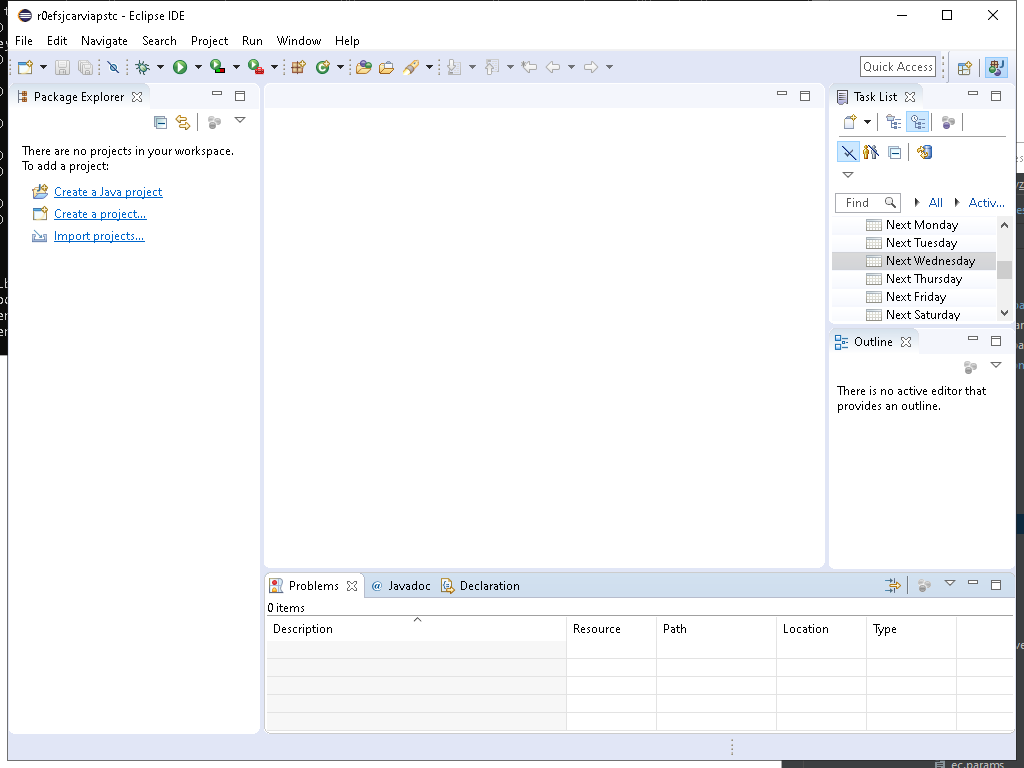 r0efsjcarviapstc - Eclipse IDE
File Edit Navigate Search Project Run Window Help
Quick Access
Package Explorer
There are no projects in your workspace.
To add a project:
Create a Java project
Create a project...
Import projects...
Task List
Find All Activ...
Next Monday
Next Tuesday
Next Wednesday
Next Thursday
Next Friday
Next Saturday
Outline
There is no active editor that
provides an outline.
Problems @ Javadoc Declaration
0 items
Description Resource Path Location Type
ec.params